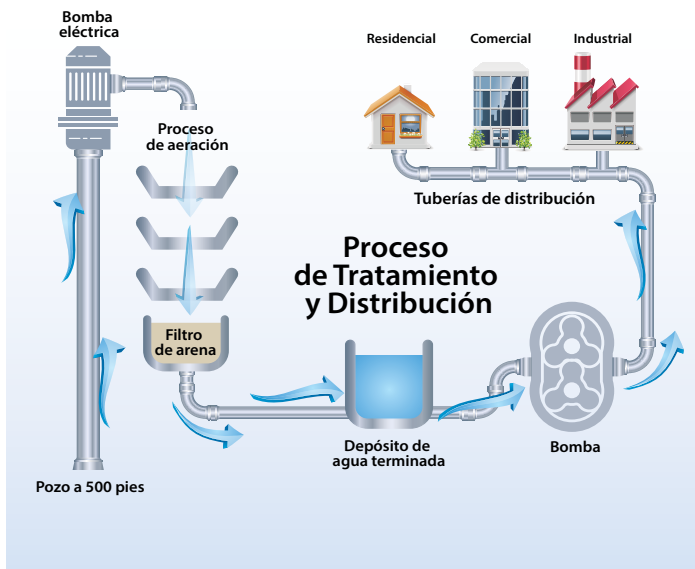 Bomba
eléctrica
Residencial
Comercial
Industrial
Proceso
de aeración
Tuberías de distribución
Proceso
de Tratamiento
y Distribución
Filtro
de arena
Depósito de
agua terminada
Bomba
Pozo a 500 pies